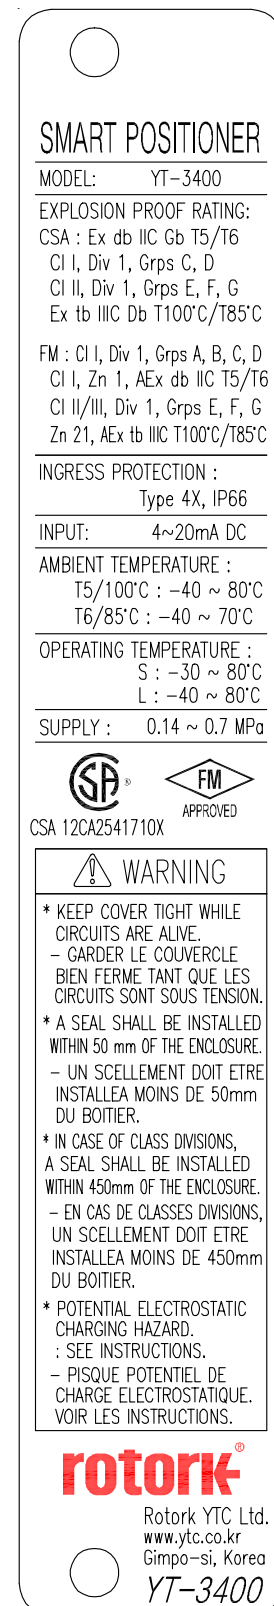 SMART POSITIONER
MODEL: YT-3400
EXPLOSION PROOF RATING:
CSA : Ex db IIC Gb T5/T6
Cl I, Div 1, Grps C, D
Cl II, Div 1, Grps E, F, G
Ex tb IIIC Db T100°C/T85°C
FM : Cl I, Div 1, Grps A, B, C, D
Cl I, Zn 1, AEx db IIC T5/T6
Cl II/III, Div 1, Grps E, F, G
Zn 21, AEx tb IIIC T100°C/T85°C
INGRESS PROTECTION :
Type 4X, IP66
INPUT: 4~20mA DC
AMBIENT TEMPERATURE :
T5/100°C : -40 ~ 80°C
T6/85°C : -40 ~ 70°C
OPERATING TEMPERATURE :
S : -30 ~ 80°C
L : -40 ~ 80°C
SUPPLY : 0.14 ~ 0.7 MPa
SA ®
FM
APPROVED
CSA 12CA2541710X
WARNING
* KEEP COVER TIGHT WHILE
CIRCUITS ARE ALIVE.
- GARDER LE COUVERCLE
BIEN FERME TANT QUE LES
CIRCUITS SONT SOUS TENSION.
* A SEAL SHALL BE INSTALLED
WITHIN 50 mm OF THE ENCLOSURE.
- UN SCELLEMENT DOIT ETRE
INSTALLEA MOINS DE 50mm
DU BOITIER.
* IN CASE OF CLASS DIVISIONS,
A SEAL SHALL BE INSTALLED
WITHIN 450mm OF THE ENCLOSURE.
- EN CAS DE CLASSES DIVISIONS,
UN SCELLEMENT DOIT ETRE
INSTALLEA MOINS DE 450mm
DU BOITIER.
* POTENTIAL ELECTROSTATIC
CHARGING HAZARD.
: SEE INSTRUCTIONS.
- PISQUE POTENTIEL DE
CHARGE ELECTROSTATIQUE.
VOIR LES INSTRUCTIONS.
rotork®
Rotork YTC Ltd.
www.ytc.co.kr
Gimpo-si, Korea
YT-3400